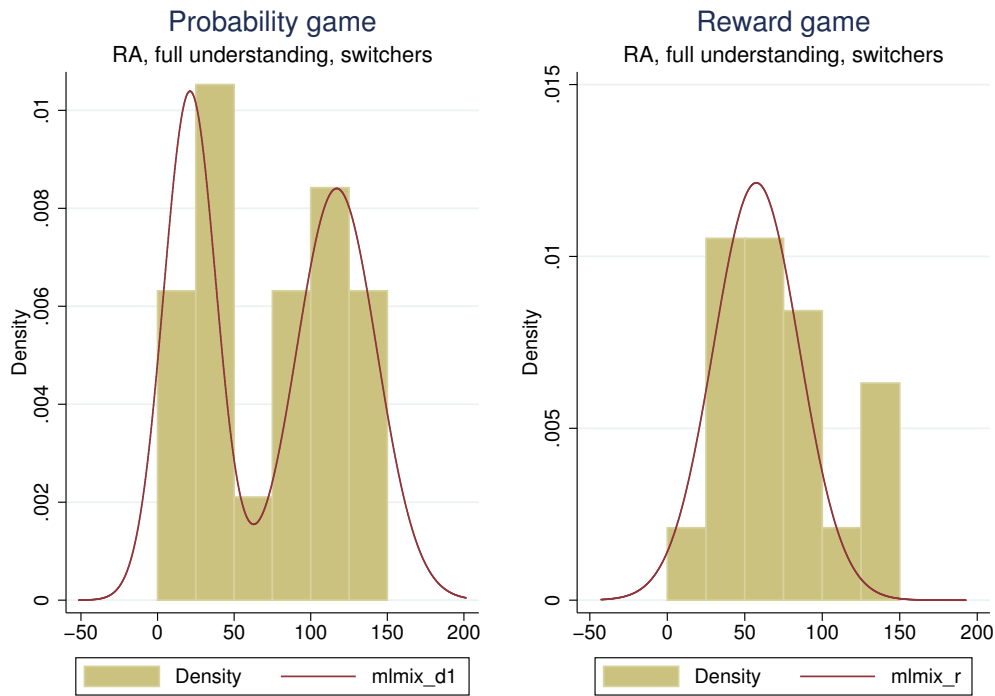 Probability game
RA, full understanding, switchers
Density
0
.002
.004
.006
.008
.01
−50
0
50
100
150
200
Density
mlmix_d1
Reward game
RA, full understanding, switchers
Density
0
.005
.01
.015
−50
0
50
100
150
200
Density
mlmix_r